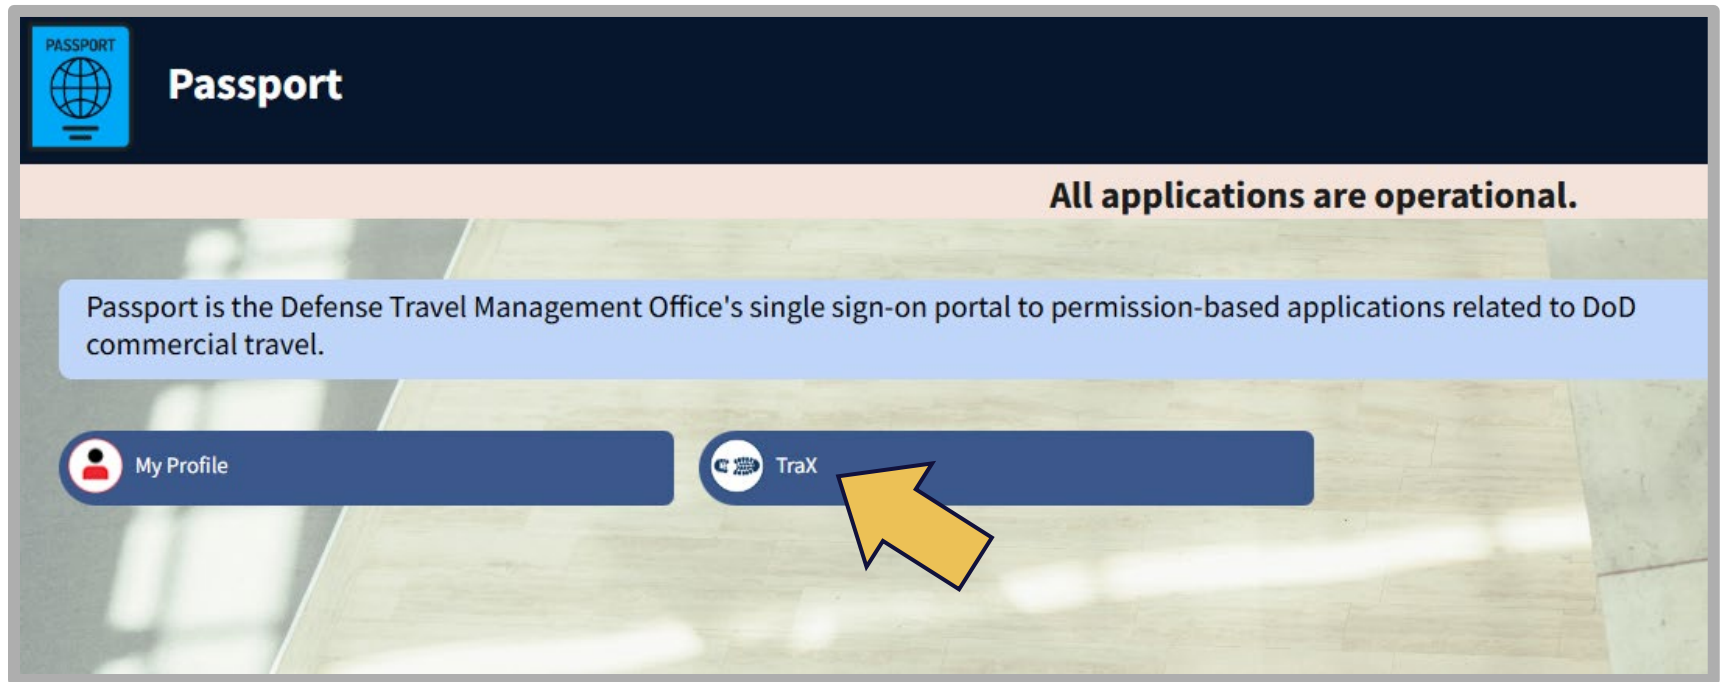 PASSPORT
Passport
All applications are operational.
Passport is the Defense Travel Management Office's single sign-on portal to permission-based applications related to DoD
commercial travel.
My Profile
TraX